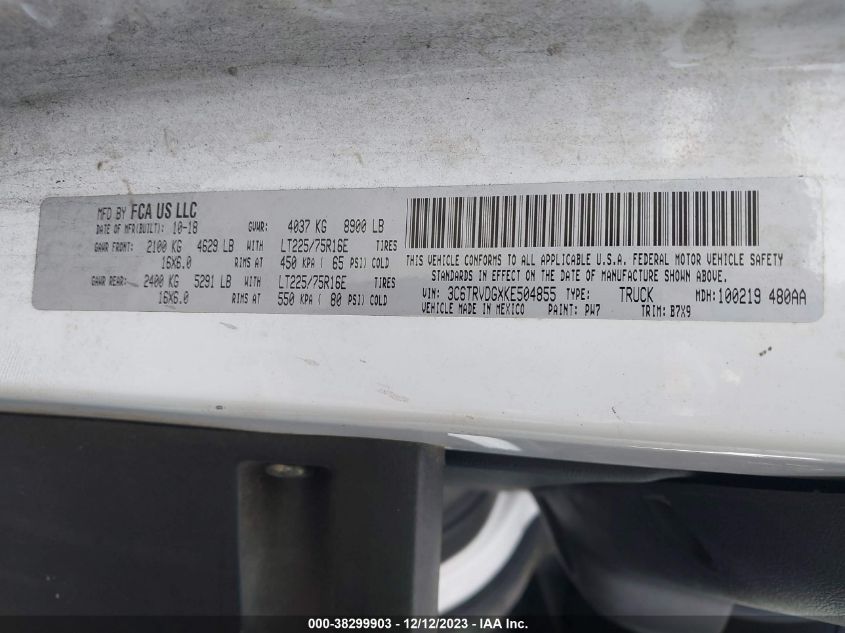 MFD BY FCA US LLC
DATE OF MFR(BUILT): 10-18 GVWR: 4037 KG 8900 LB
GAWR FRONT: 2100 KG 4629 LB WITH LT225/75R16E TIRES
16X6.0 RIMS AT 450 KPA ( 65 PSI) COLD
GAWR REAR: 2400 KG 5291 LB WITH LT225/75R16E TIRES
16X6.0 RIMS AT 550 KPA ( 80 PSI) COLD
THIS VEHICLE CONFORMS TO ALL APPLICABLE U.S.A. FEDERAL MOTOR VEHICLE SAFETY
STANDARDS IN EFFECT ON THE DATE OF MANUFACTURE SHOWN ABOVE.
VIN: 3C6TRVDGXKE504855 TYPE: TRUCK MDH: 100219 480AA
VEHICLE MADE IN MEXICO PAINT: PW7 TRIM: B7X9
000-38299903 - 12/12/2023 - IAA Inc.